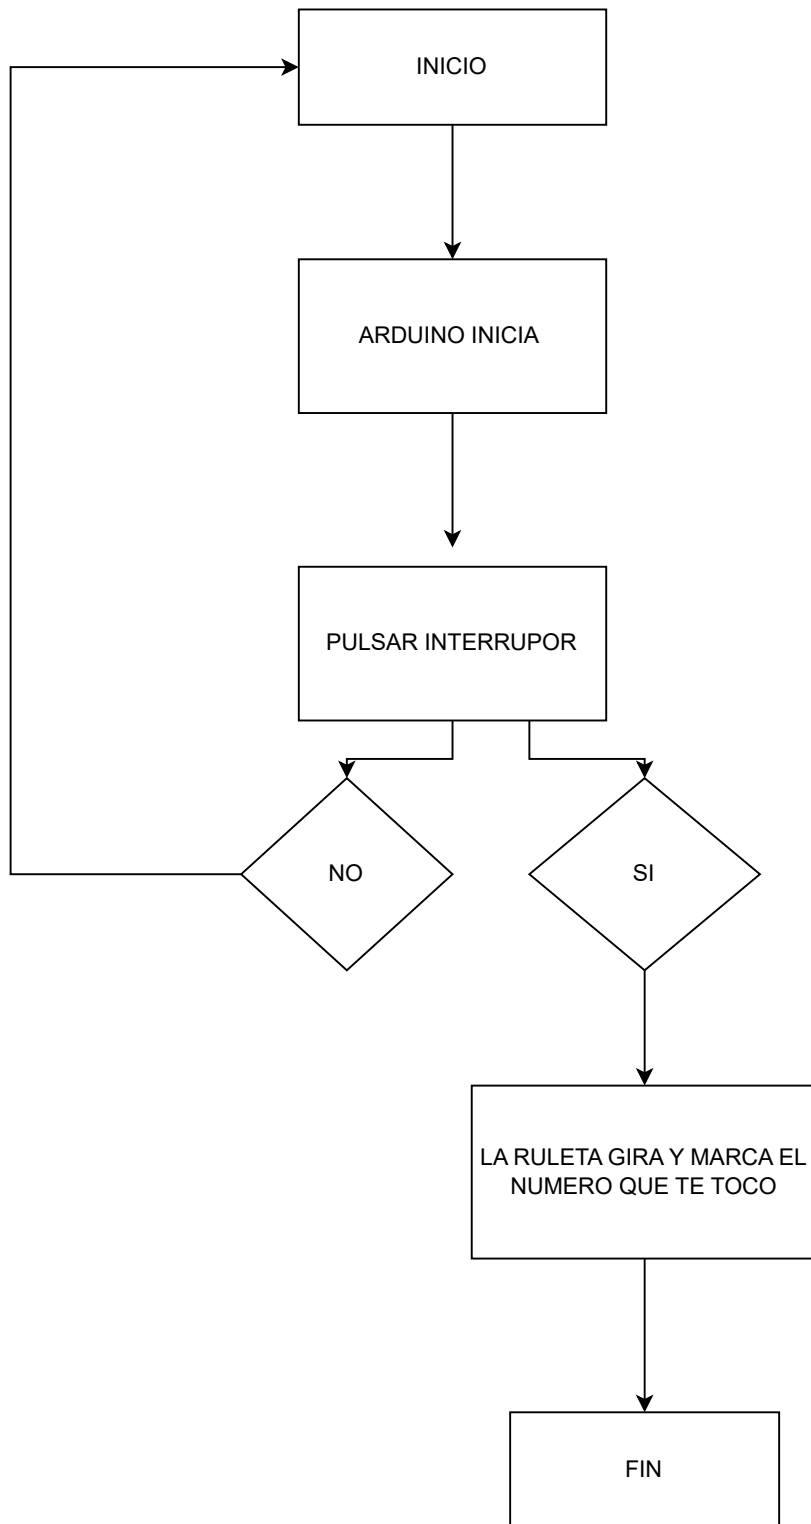 INICIO
ARDUINO INICIA
PULSAR INTERRUPOR
NO
SI
LA RULETA GIRA Y MARCA EL
NUMERO QUE TE TOCO
FIN